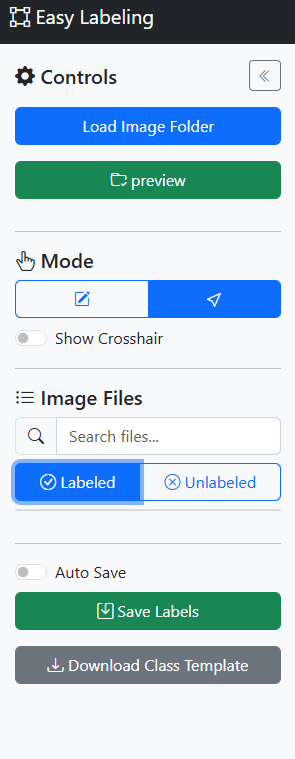 Easy Labeling
Controls
Load Image Folder
preview
Mode
Show Crosshair
Image Files
Search files...
Labeled
Unlabeled
Auto Save
Save Labels
Download Class Template